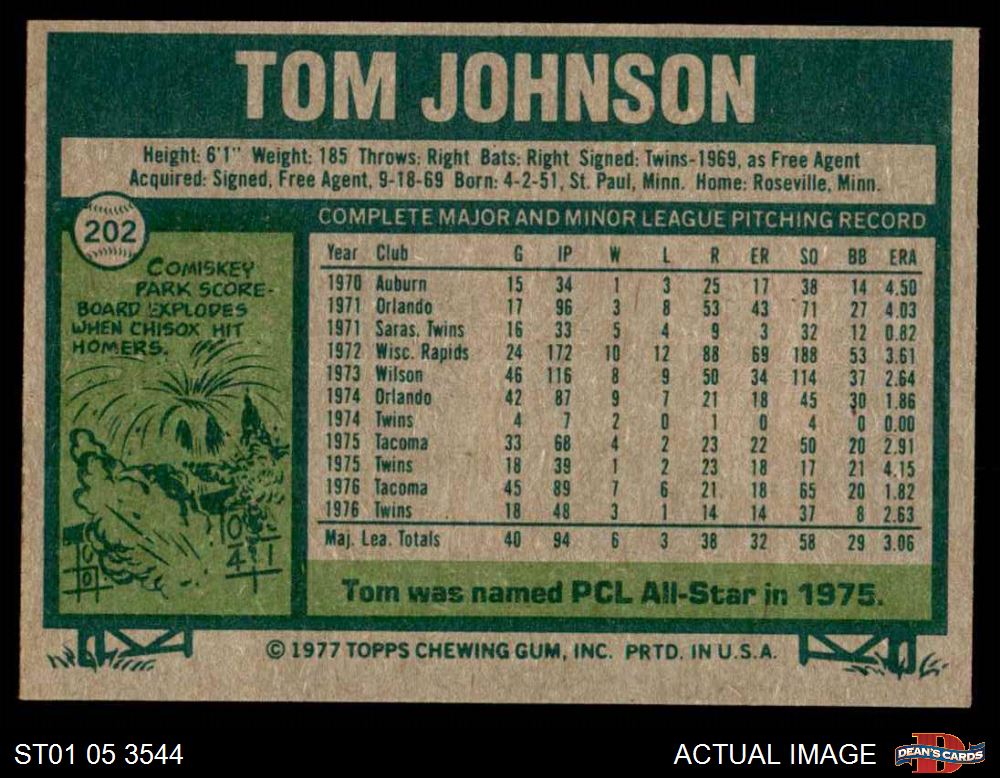 TOM JOHNSON
Height: 6'1" Weight: 185 Throws: Right Bats: Right Signed: Twins-1969, as Free Agent
Acquired: Signed, Free Agent, 9-18-69 Born: 4-2-51, St. Paul, Minn. Home: Roseville, Minn.
202
COMISKEY
PARK SCORE-
BOARD EXPLODES
WHEN CHISOX HIT
HOMERS.
COMPLETE MAJOR AND MINOR LEAGUE PITCHING RECORD
Year Club G IP W L R ER SO BB ERA
1970 Auburn 15 34 1 3 25 17 38 14 4.50
1971 Orlando 17 96 3 8 53 43 71 27 4.03
1971 Saras. Twins 16 33 5 4 9 3 32 12 0.82
1972 Wisc. Rapids 24 172 10 12 88 69 188 53 3.61
1973 Wilson 46 116 8 9 50 34 114 37 2.64
1974 Orlando 42 87 9 7 21 18 45 30 1.86
1974 Twins 4 7 2 0 1 0 4 0 0.00
1975 Tacoma 33 68 4 2 23 22 50 20 2.91
1975 Twins 18 39 1 2 23 18 17 21 4.15
1976 Tacoma 45 89 7 6 21 18 65 20 1.82
1976 Twins 18 48 3 1 14 14 37 8 2.63
Maj. Lea. Totals 40 94 6 3 38 32 58 29 3.06
Tom was named PCL All-Star in 1975.
© 1977 TOPPS CHEWING GUM, INC. PRTD. IN U.S.A.
ST01 05 3544
ACTUAL IMAGE
DEAN'S CARDS